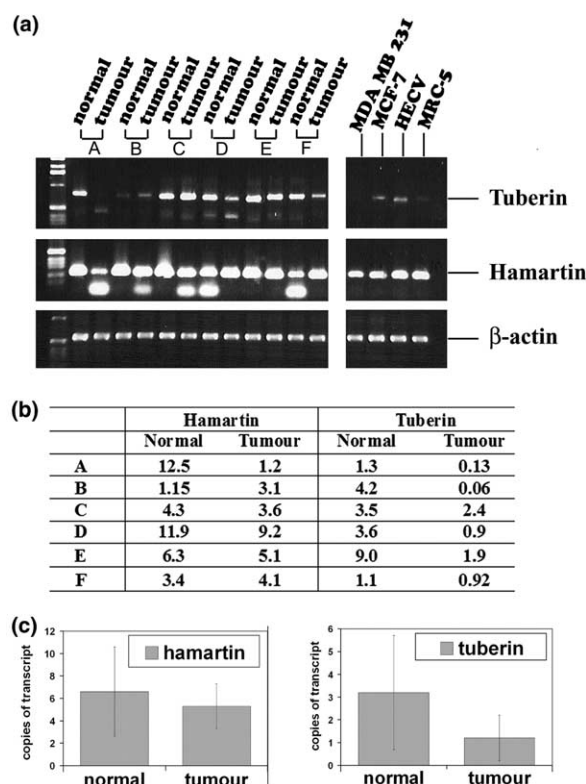 (a)
normal tumour normal tumour normal tumour normal tumour normal tumour normal tumour MDA MB 231 MCF-7 HECV MRC-5
A B C D E F
Tuberin
Hamartin
β-actin
(b)
Hamartin Tuberin
Normal Tumour Normal Tumour
A 12.5 1.2 1.3 0.13
B 1.15 3.1 4.2 0.06
C 4.3 3.6 3.5 2.4
D 11.9 9.2 3.6 0.9
E 6.3 5.1 9.0 1.9
F 3.4 4.1 1.1 0.92
(c)
copies of transcript
12
10
8
6
4
2
0
hamartin
normal tumour
copies of transcript
6
5
4
3
2
1
0
tuberin
normal tumour